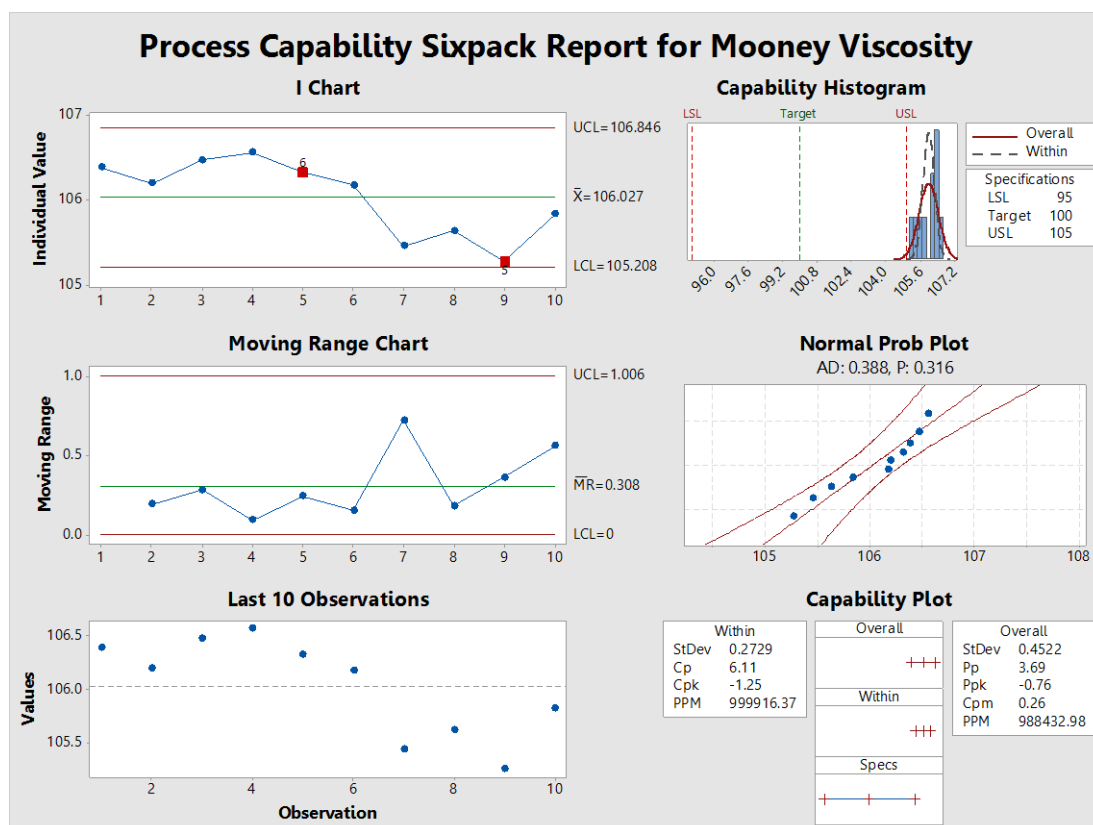 Process Capability Sixpack Report for Mooney Viscosity
I Chart
Individual Value
107
106
105
6
5
UCL=106.846
X̄=106.027
LCL=105.208
1 2 3 4 5 6 7 8 9 10
Capability Histogram
LSL Target USL
96.0 97.6 99.2 100.8 102.4 104.0 105.6 107.2
Overall
Within
Specifications
LSL 95
Target 100
USL 105
Moving Range Chart
Moving Range
1.0
0.5
0.0
UCL=1.006
M̅R̅=0.308
LCL=0
1 2 3 4 5 6 7 8 9 10
Normal Prob Plot
AD: 0.388, P: 0.316
105 106 107 108
Last 10 Observations
Values
106.5
106.0
105.5
2 4 6 8 10
Observation
Capability Plot
Within
StDev 0.2729
Cp 6.11
Cpk -1.25
PPM 999916.37
Overall
Within
Specs
Overall
StDev 0.4522
Pp 3.69
Ppk -0.76
Cpm 0.26
PPM 988432.98